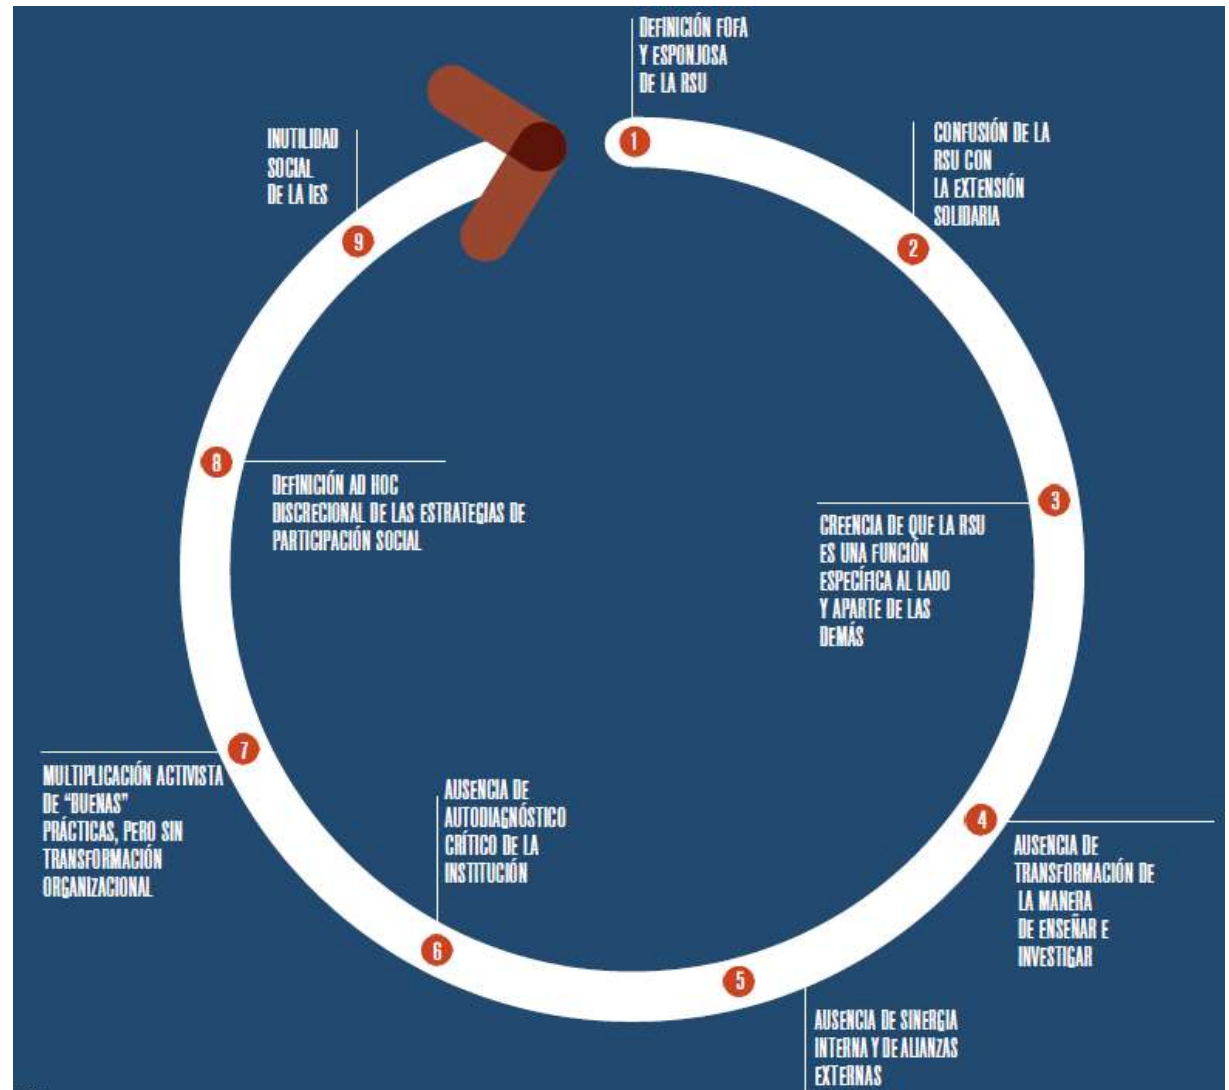 1
DEFINICIÓN FOFA
Y ESPONJOSA
DE LA RSU
2
CONFUSIÓN DE LA
RSU CON
LA EXTENSIÓN
SOLIDARIA
3
CREENCIA DE QUE LA RSU
ES UNA FUNCIÓN
ESPECÍFICA AL LADO
Y APARTE DE LAS
DEMÁS
4
AUSENCIA DE
TRANSFORMACIÓN DE
LA MANERA
DE ENSEÑAR E
INVESTIGAR
5
AUSENCIA DE SINERGIA
INTERNA Y DE ALIANZAS
EXTERNAS
6
AUSENCIA DE
AUTODIAGNÓSTICO
CRÍTICO DE LA
INSTITUCIÓN
7
MULTIPLICACIÓN ACTIVISTA
DE “BUENAS”
PRÁCTICAS, PERO SIN
TRANSFORMACIÓN
ORGANIZACIONAL
8
DEFINICIÓN AD HOC
DISCRECIONAL DE LAS ESTRATEGIAS DE
PARTICIPACIÓN SOCIAL
9
INUTILIDAD
SOCIAL
DE LA IES